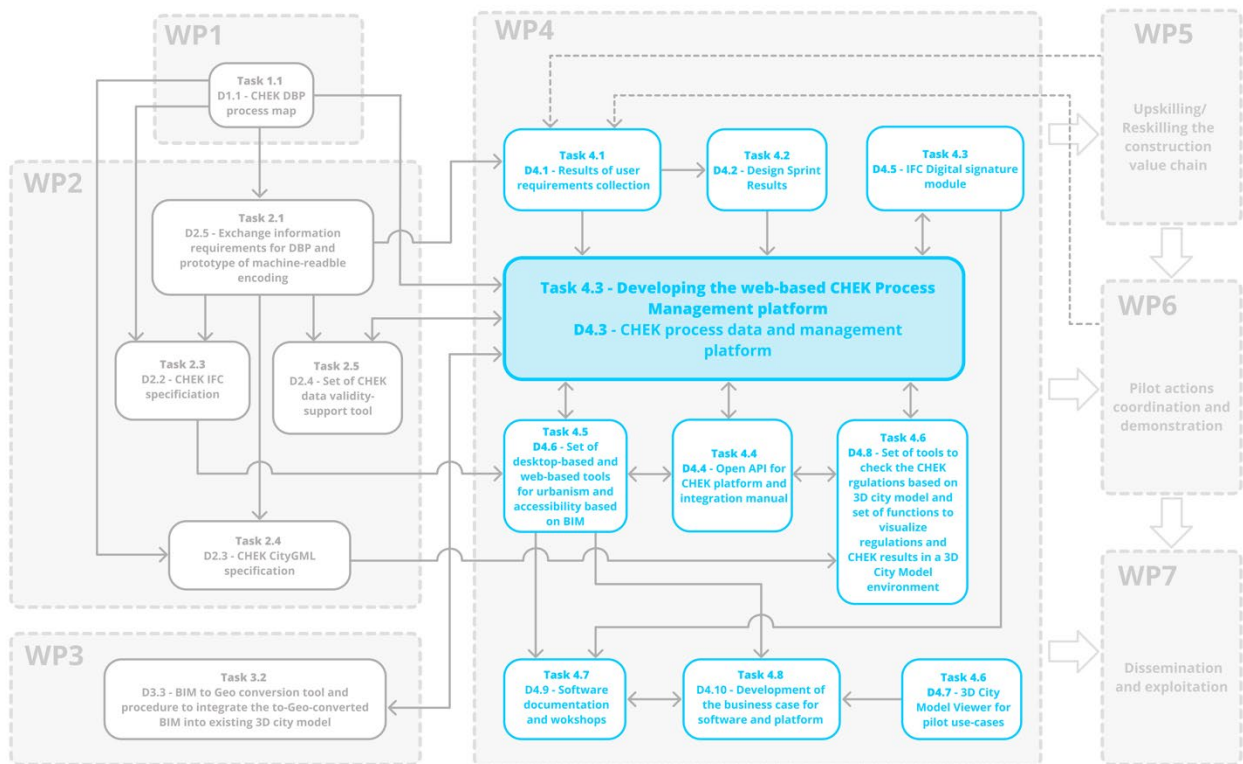 WP1
Task 1.1
D1.1 - CHEK DBP
process map
WP2
Task 2.1
D2.5 - Exchange information
requirements for DBP and
prototype of machine-readble
encoding
Task 2.3
D2.2 - CHEK IFC
specificiation
Task 2.5
D2.4 - Set of CHEK
data validity-
support tool
Task 2.4
D2.3 - CHEK CityGML
specification
WP3
Task 3.2
D3.3 - BIM to Geo conversion tool and
procedure to integrate the to-Geo-converted
BIM into existing 3D city model
WP4
Task 4.1
D4.1 - Results of user
requirements collection
Task 4.2
D4.2 - Design Sprint
Results
Task 4.3
D4.5 - IFC Digital signature
module
Task 4.3 - Developing the web-based CHEK Process
Management platform
D4.3 - CHEK process data and management
platform
Task 4.5
D4.6 - Set of
desktop-based and
web-based tools
for urbanism and
accessibility based
on BIM
Task 4.4
D4.4 - Open API for
CHEK platform and
integration manual
Task 4.6
D4.8 - Set of tools to
check the CHEK
rgulations based on
3D city model and
set of functions to
visualize
regulations and
CHEK results in a 3D
City Model
environment
Task 4.7
D4.9 - Software
documentation
and wokshops
Task 4.8
D4.10 - Development of
the business case for
software and platform
Task 4.6
D4.7 - 3D City
Model Viewer for
pilot use-cases
WP5
Upskilling/
Reskilling the
construction
value chain
WP6
Pilot actions
coordination and
demonstration
WP7
Dissemination
and exploitation